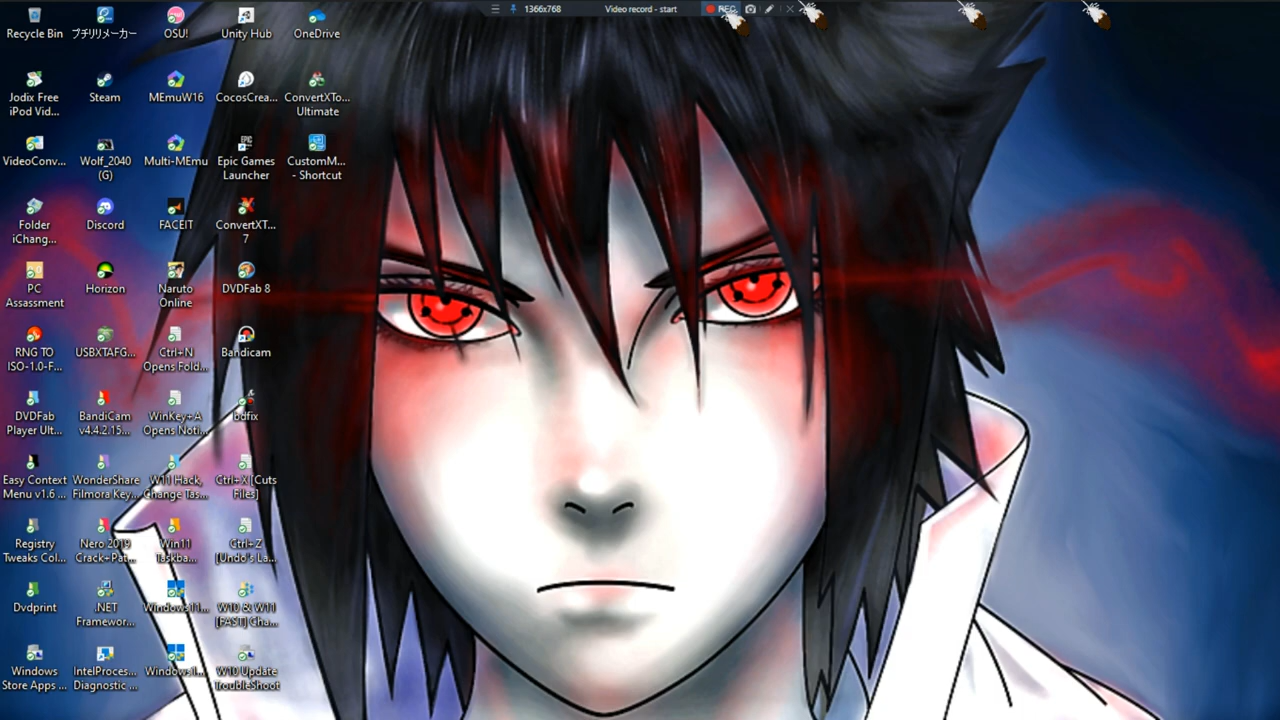 1366x768
Video record - start
REC
Recycle Bin
プチリリメーカー
OSU!
Unity Hub
OneDrive
Jodix Free
iPod Vid...
Steam
MEmuW16
CocosCrea...
ConvertXTo...
Ultimate
VideoConv...
Wolf_2040
(G)
Multi-MEmu
Epic Games
Launcher
CustomM...
- Shortcut
Folder
iChang...
Discord
FACEIT
ConvertXT...
7
PC
Assassment
Horizon
Naruto
Online
DVDFab 8
RNG TO
ISO-1.0-F...
USBXTAFG...
Ctrl+N
Opens Fold...
Bandicam
DVDFab
Player Ult...
BandiCam
v4.4.2.15...
WinKey+A
Opens Noti...
bdfix
Easy Context
Menu v1.6 ...
WonderShare
Filmora Key...
W11 Hack,
Change Tas...
Ctrl+X [Cuts
Files]
Registry
Tweaks Col...
Nero 2019
Crack+Pat...
Win11
Taskba...
Ctrl+Z
[Undo's La...
Dvdprint
.NET
Framewor...
Windows11...
W10 & W11
[FAST] Cha...
Windows
Store Apps ...
IntelProces...
Diagnostic ...
W10 Update
TroubleShoot